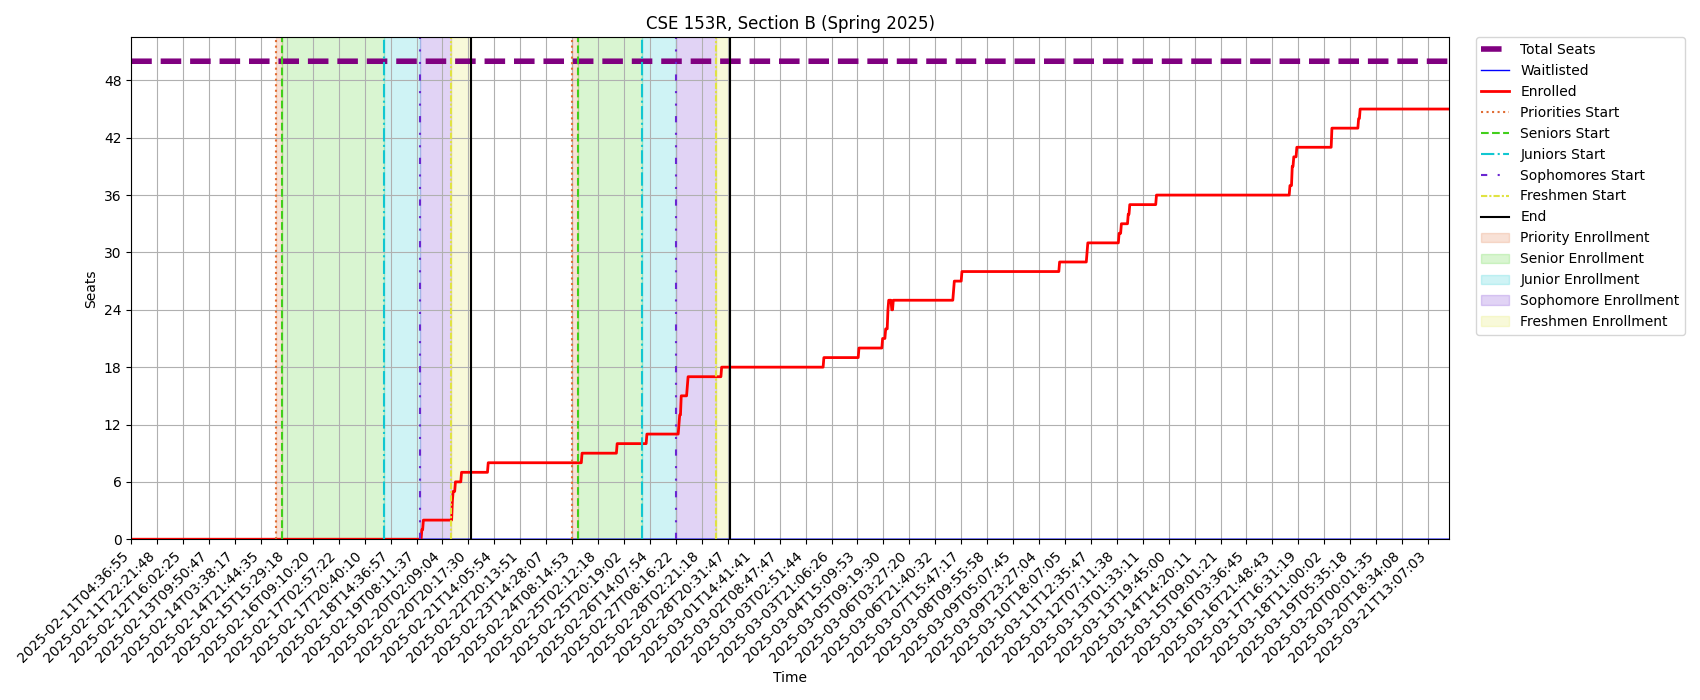 CSE 153R, Section B (Spring 2025)
Total Seats
Waitlisted
Enrolled
Priorities Start
Seniors Start
Juniors Start
Sophomores Start
Freshmen Start
End
Priority Enrollment
Senior Enrollment
Junior Enrollment
Sophomore Enrollment
Freshmen Enrollment
Seats
48
42
36
30
24
18
12
6
0
2025-02-11T04:36:55
2025-02-11T22:21:48
2025-02-12T16:02:25
2025-02-13T09:50:47
2025-02-14T03:38:17
2025-02-14T21:44:35
2025-02-15T15:29:18
2025-02-16T09:10:20
2025-02-17T02:57:22
2025-02-17T20:40:10
2025-02-18T14:36:57
2025-02-19T08:11:37
2025-02-20T02:09:04
2025-02-20T20:17:30
2025-02-21T14:05:54
2025-02-22T20:13:51
2025-02-23T14:28:07
2025-02-24T08:14:53
2025-02-25T02:12:18
2025-02-25T20:19:02
2025-02-26T14:07:54
2025-02-27T08:16:22
2025-02-28T02:21:18
2025-02-28T20:31:47
2025-03-01T14:41:41
2025-03-02T08:47:47
2025-03-03T02:51:44
2025-03-03T21:06:26
2025-03-04T15:09:53
2025-03-05T09:19:30
2025-03-06T03:27:20
2025-03-06T21:40:32
2025-03-07T15:47:17
2025-03-08T09:55:58
2025-03-09T05:07:45
2025-03-09T23:27:04
2025-03-10T18:07:05
2025-03-11T12:35:47
2025-03-12T07:11:38
2025-03-13T01:33:11
2025-03-13T19:45:00
2025-03-14T14:20:11
2025-03-15T09:01:21
2025-03-16T03:36:45
2025-03-16T21:48:43
2025-03-17T16:31:19
2025-03-18T11:00:02
2025-03-19T05:35:18
2025-03-20T00:01:35
2025-03-20T18:34:08
2025-03-21T13:07:03
Time